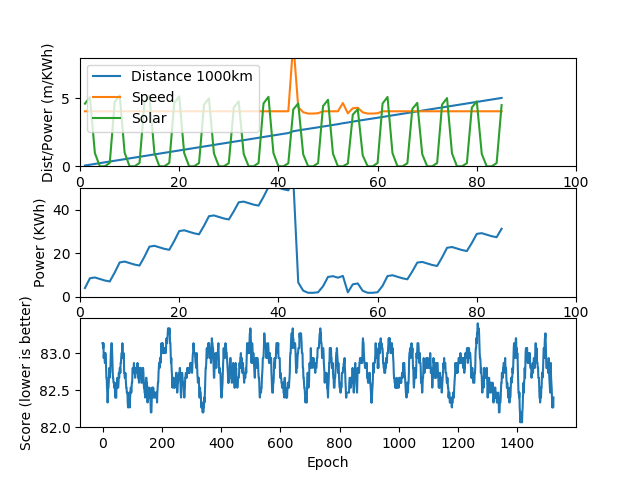 Dist/Power (m/KWh)
Distance 1000km
Speed
Solar
5
0
0 20 40 60 80 100
Power (KWh)
40
20
0
0 20 40 60 80 100
Score (lower is better)
83.0
82.5
82.0
0 200 400 600 800 1000 1200 1400
Epoch